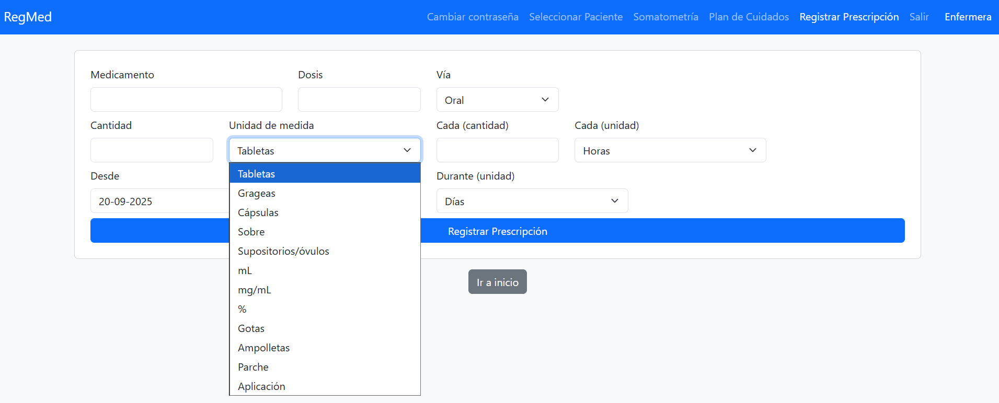 RegMed
Cambiar contraseña Seleccionar Paciente Somatometría Plan de Cuidados Registrar Prescripción Salir Enfermera
Medicamento Dosis Vía
Oral
Cantidad Unidad de medida Cada (cantidad) Cada (unidad)
Tabletas Horas
Desde Durante (unidad)
20-09-2025 Días
Tabletas
Grageas
Cápsulas
Sobre
Supositorios/óvulos
mL
mg/mL
%
Gotas
Ampolletas
Parche
Aplicación
Registrar Prescripción
Ir a inicio